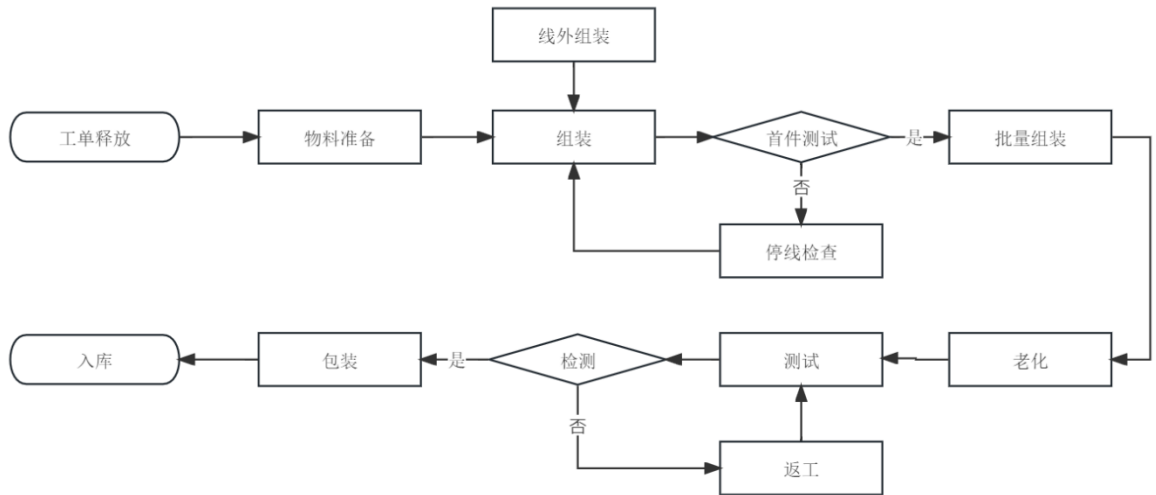 线外组装
工单释放
物料准备
组装
首件测试
是
批量组装
否
停线检查
入库
包装
是
检测
测试
老化
否
返工